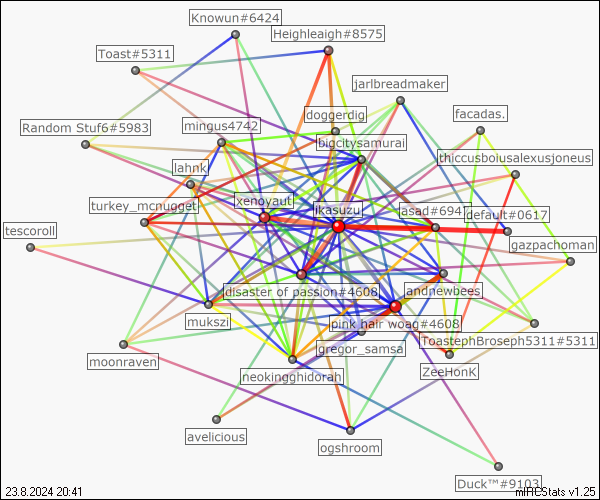 Knowun#6424
Heighleaigh#8575
Toast#5311
jarlbreadmaker
doggerdig
facadas.
Random Stuf6#5983
mingus4742
bigcitysamurai
thiccusboiusalexusjoneus
lahnk
xenoyaut
ikasuzu
turkey_mcnugget
asad#694
default#0617
tescoroll
gazpachoman
disaster of passion#4608
andnewbees
mukszi
pink hair woag#4608
ToastephBroseph5311#5311
gregor_samsa
moonraven
ZeeHonK
neokingghidorah
avelicious
ogshroom
Duck™#9103
23.8.2024 20:41
mIRCStats v1.25